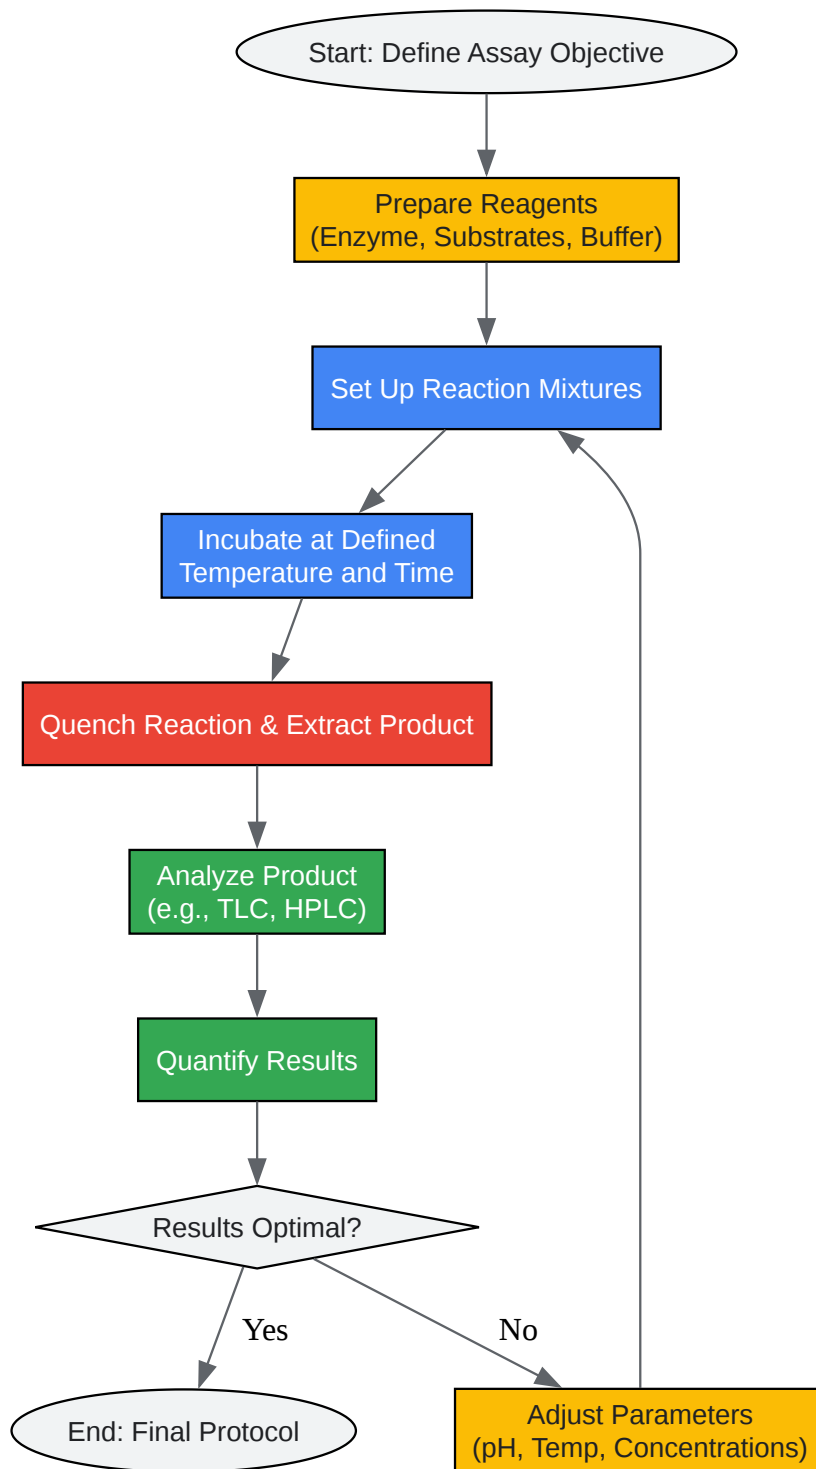 Start: Define Assay Objective
Prepare Reagents
(Enzyme, Substrates, Buffer)
Set Up Reaction Mixtures
Incubate at Defined
Temperature and Time
Quench Reaction & Extract Product
Analyze Product
(e.g., TLC, HPLC)
Quantify Results
Results Optimal?
Yes
No
End: Final Protocol
Adjust Parameters
(pH, Temp, Concentrations)